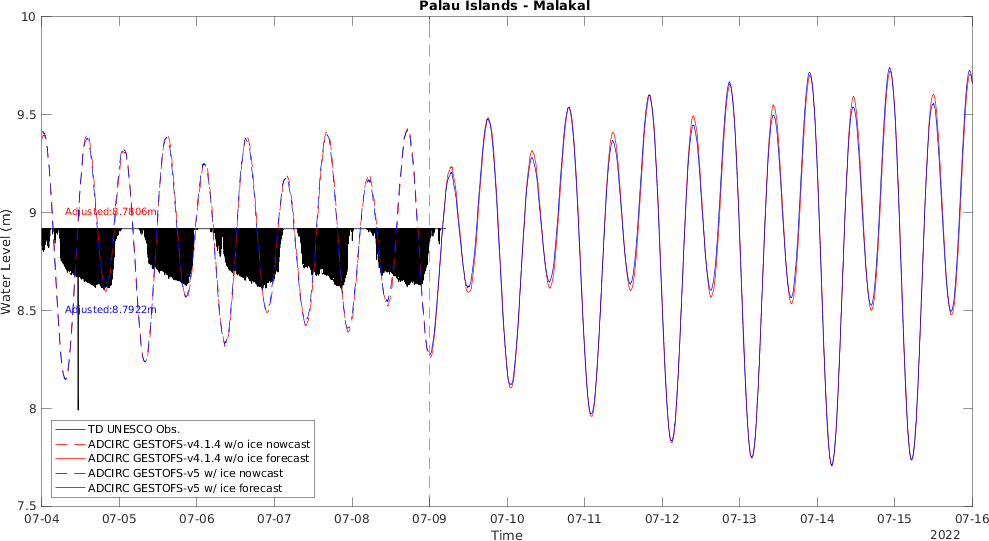 Palau Islands - Malakal
10
9.5
9
8.5
8
7.5
Water Level (m)
Adjusted:8.7806m
Adjusted:8.7922m
TD UNESCO Obs.
ADCIRC GESTOFS-v4.1.4 w/o ice nowcast
ADCIRC GESTOFS-v4.1.4 w/o ice forecast
ADCIRC GESTOFS-v5 w/ ice nowcast
ADCIRC GESTOFS-v5 w/ ice forecast
07-04 07-05 07-06 07-07 07-08 07-09 07-10 07-11 07-12 07-13 07-14 07-15 07-16
Time
2022